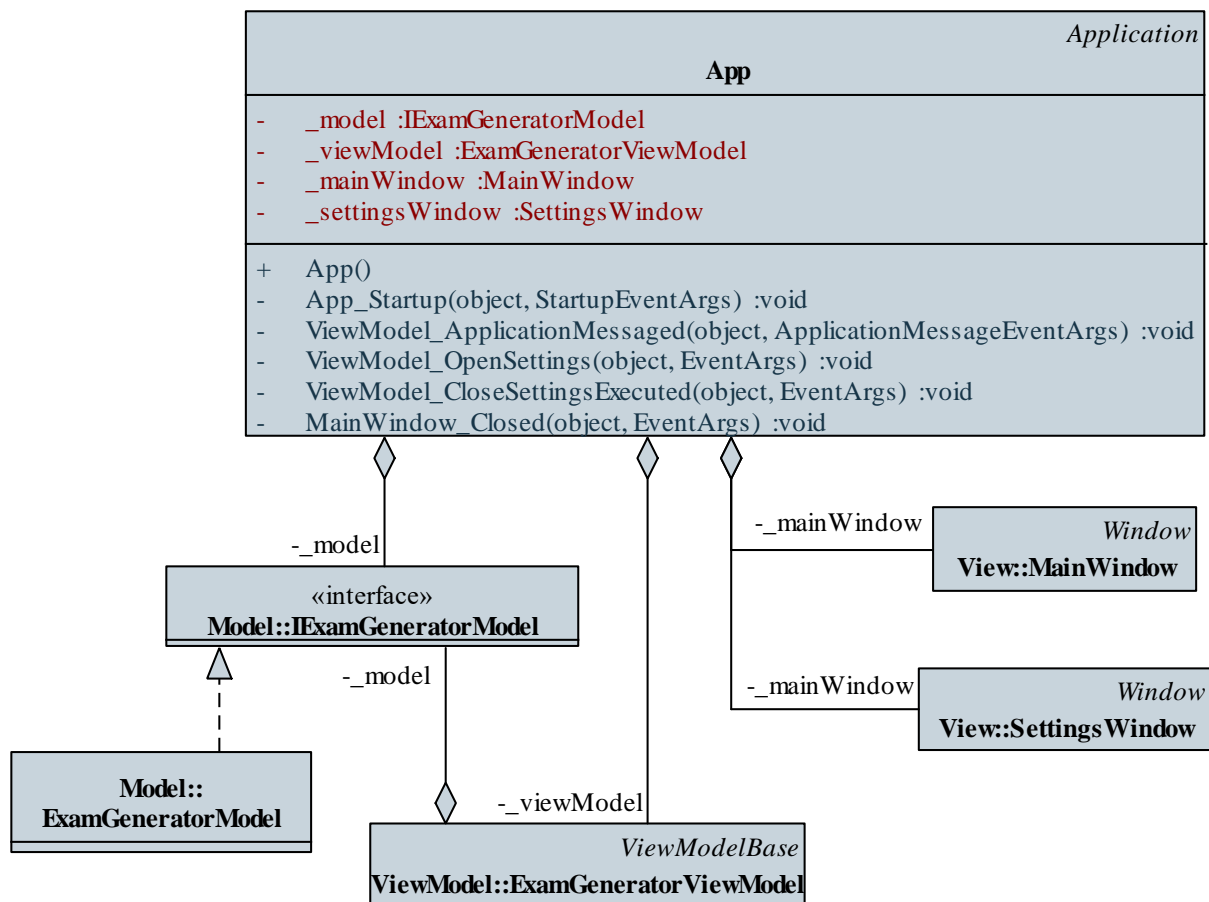 Application
App
- _model :IExamGeneratorModel
- _viewModel :ExamGeneratorViewModel
- _mainWindow :MainWindow
- _settingsWindow :SettingsWindow
+ App()
- App_Startup(object, StartupEventArgs) :void
- ViewModel_ApplicationMessaged(object, ApplicationMessageEventArgs) :void
- ViewModel_OpenSettings(object, EventArgs) :void
- ViewModel_CloseSettingsExecuted(object, EventArgs) :void
- MainWindow_Closed(object, EventArgs) :void
-_mainWindow
Window
View::MainWindow
-_model
«interface»
Model::IExamGeneratorModel
-_model
-_mainWindow
Window
View::SettingsWindow
Model::
ExamGeneratorModel
-_viewModel
ViewModelBase
ViewModel::ExamGeneratorViewModel